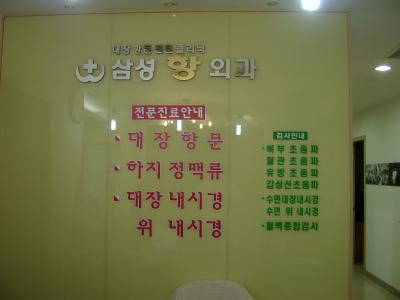 대장 항문 전문 클리닉
삼성 항 외과
전문진료안내
대장항문
하지정맥류
대장내시경
위 내시경
검사안내
복부초음파
혈관초음파
유방초음파
갑상선초음파
수면대장내시경
수면 위 내시경
혈액종합검사